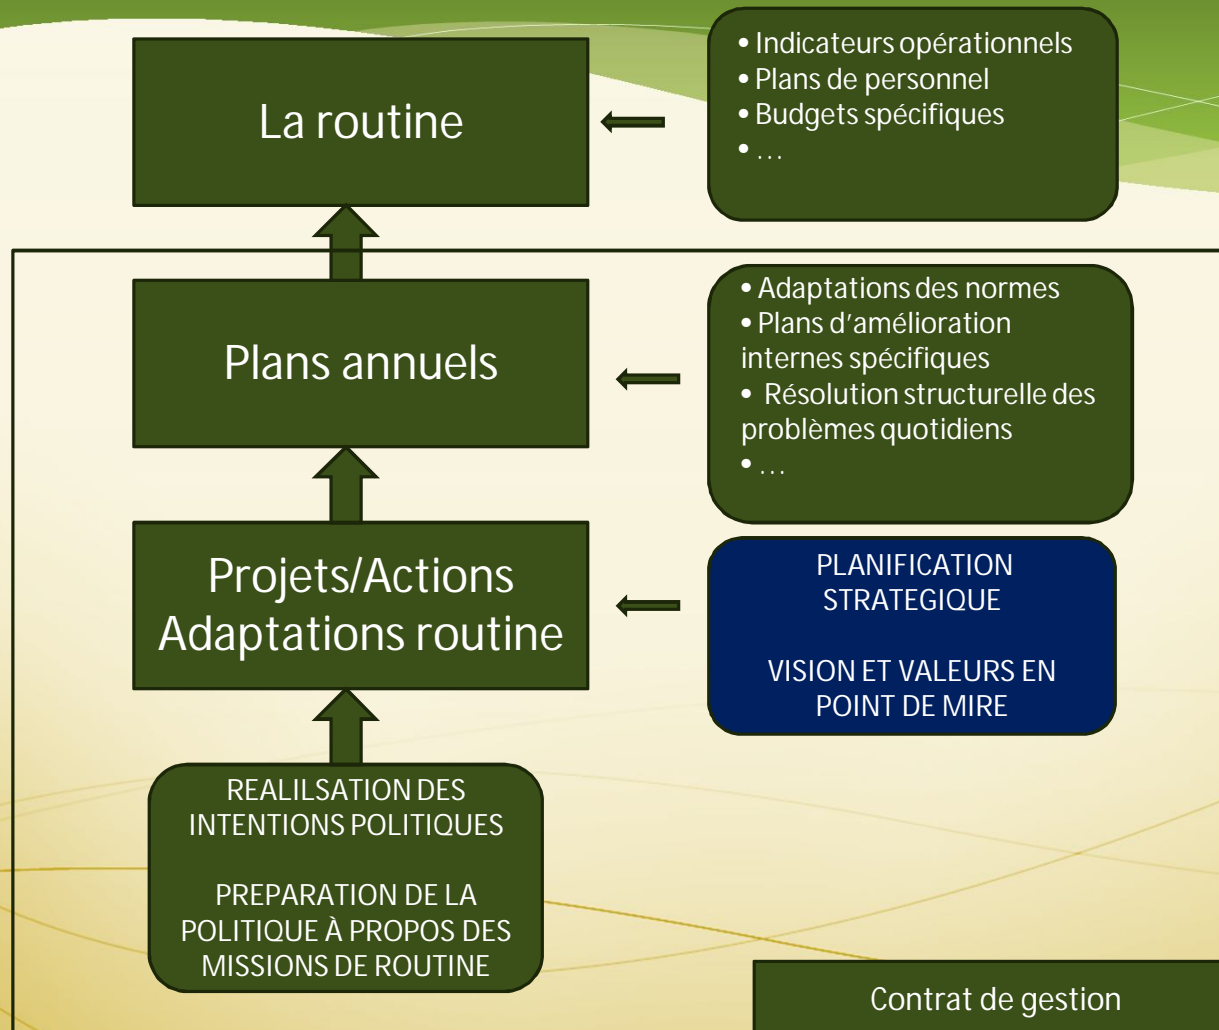 La routine
• Indicateurs opérationnels
• Plans de personnel
• Budgets spécifiques
• …
Plans annuels
• Adaptations des normes
• Plans d’amélioration
internes spécifiques
• Résolution structurelle des
problèmes quotidiens
• …
Projets/Actions
Adaptations routine
PLANIFICATION
STRATEGIQUE
VISION ET VALEURS EN
POINT DE MIRE
REALILSATION DES
INTENTIONS POLITIQUES
PREPARATION DE LA
POLITIQUE À PROPOS DES
MISSIONS DE ROUTINE
Contrat de gestion